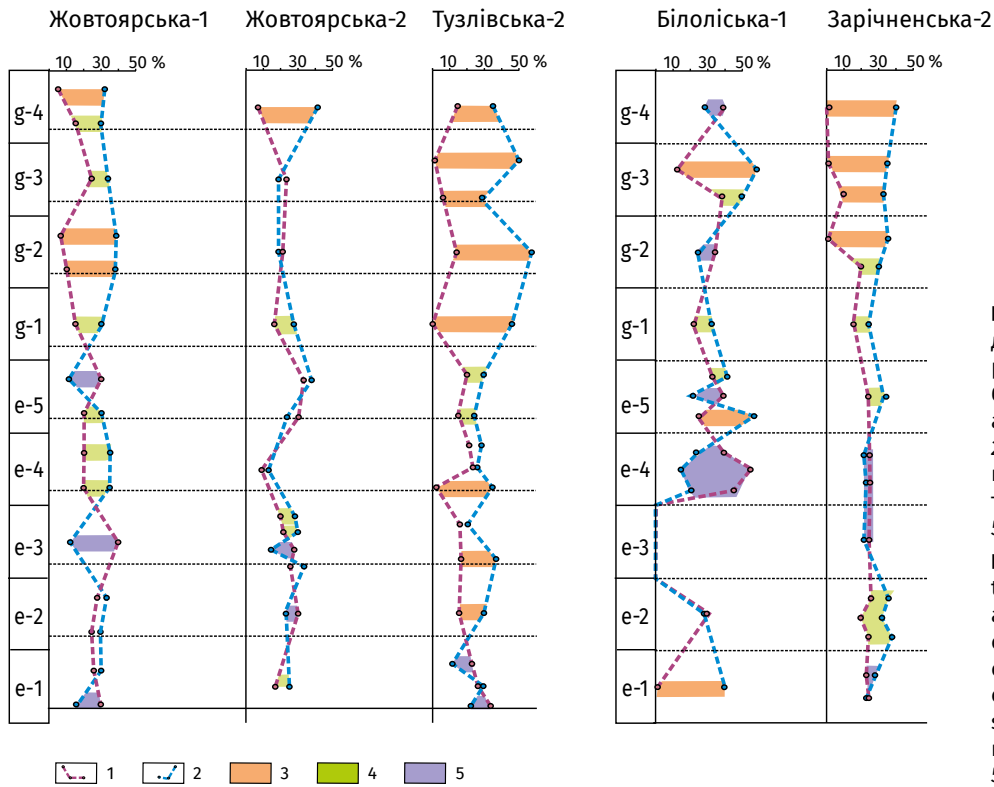 Жовтоярська-1 Жовтоярська-2 Тузлівська-2 Білоліська-1 Зарічненська-2
10 30 50 % 10 30 50 % 10 30 50 % 10 30 50 % 10 30 50 %
g-4 g-4
g-3 g-3
g-2 g-2
g-1 g-1
e-5 e-5
e-4 e-4
e-3 e-3
e-2 e-2
e-1 e-1
1 2 3 4 5